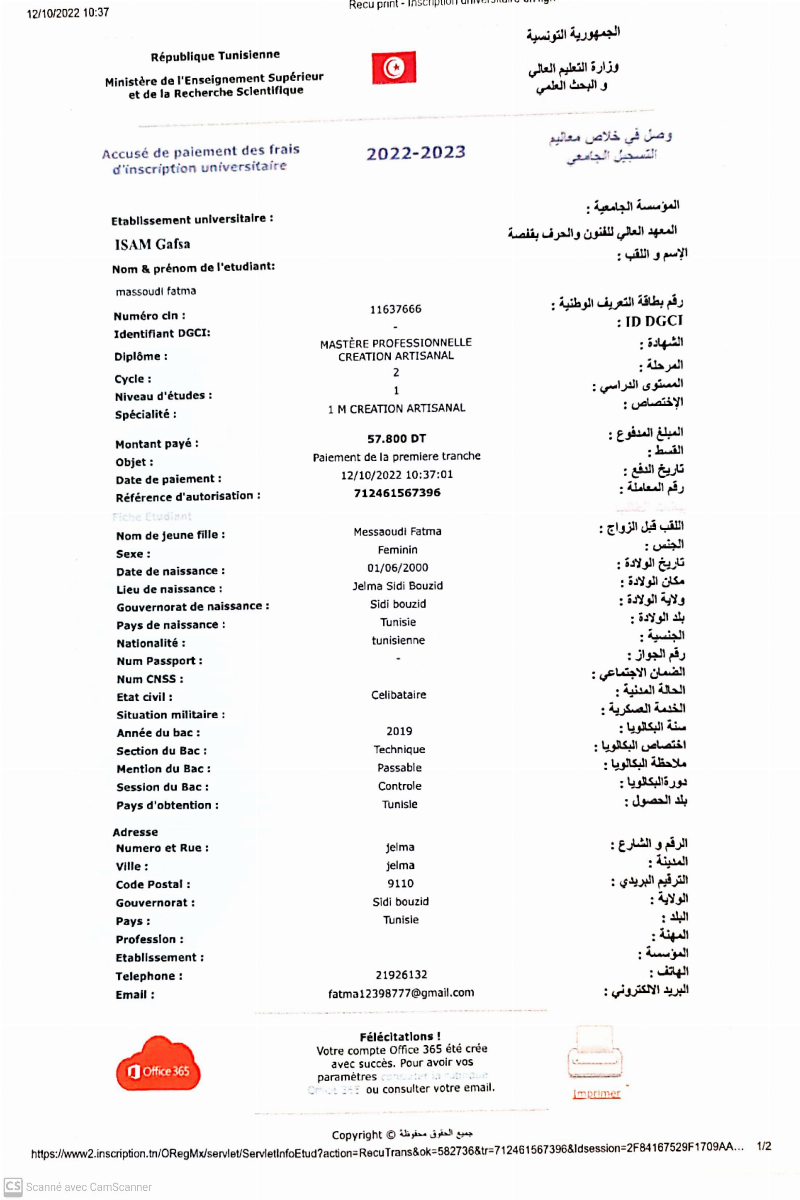 12/10/2022 10:37
Recu print - Inscription universitaire en lign
République Tunisienne
Ministère de l'Enseignement Supérieur
et de la Recherche Scientifique
الجمهورية التونسية
وزارة التعليم العالي
و البحث العلمي
Accusé de paiement des frais
d'inscription universitaire
2022-2023
وصل في خلاص معاليم
التسجيل الجامعي
Etablissement universitaire : المؤسسة الجامعية :
ISAM Gafsa المعهد العالي للفنون والحرف بقفصة
Nom & prénom de l'etudiant: الإسم و اللقب :
massoudi fatma
Numéro cin : 11637666 رقم بطاقة التعريف الوطنية :
Identifiant DGCI: - ID DGCI :
Diplôme : MASTÈRE PROFESSIONNELLE الشهادة :
CREATION ARTISANAL
Cycle : 2 المرحلة :
Niveau d'études : 1 المستوى الدراسي :
Spécialité : 1 M CREATION ARTISANAL الإختصاص :
Montant payé : 57.800 DT المبلغ المدفوع :
Objet : Paiement de la premiere tranche القسط :
Date de paiement : 12/10/2022 10:37:01 تاريخ الدفع :
Référence d'autorisation : 712461567396 رقم المعاملة :
Fiche Etudiant
Nom de jeune fille : Messaoudi Fatma اللقب قبل الزواج :
Sexe : Feminin الجنس :
Date de naissance : 01/06/2000 تاريخ الولادة :
Lieu de naissance : Jelma Sidi Bouzid مكان الولادة :
Gouvernorat de naissance : Sidi bouzid ولاية الولادة :
Pays de naissance : Tunisie بلد الولادة :
Nationalité : tunisienne الجنسية :
Num Passport : - رقم الجواز :
Num CNSS : الضمان الاجتماعي :
Etat civil : Celibataire الحالة المدنية :
Situation militaire : الخدمة العسكرية :
Année du bac : 2019 سنة البكالوريا :
Section du Bac : Technique اختصاص البكالوريا :
Mention du Bac : Passable ملاحظة البكالوريا :
Session du Bac : Controle دورة البكالوريا :
Pays d'obtention : Tunisie بلد الحصول :
Adresse
Numero et Rue : jelma الرقم و الشارع :
Ville : jelma المدينة :
Code Postal : 9110 الترقيم البريدي :
Gouvernorat : Sidi bouzid الولاية :
Pays : Tunisie البلد :
Profession : المهنة :
Etablissement : المؤسسة :
Telephone : 21926132 الهاتف :
Email : fatma12398777@gmail.com البريد الالكتروني :
Office 365
Félécitations !
Votre compte Office 365 été crée
avec succès. Pour avoir vos
paramètres consulter la rubrique
Office 365 ou consulter votre email.
Imprimer
Copyright © جميع الحقوق محفوظة
https://www2.inscription.tn/ORegMx/servlet/ServletInfoEtud?action=RecuTrans&ok=582736&tr=712461567396&Idsession=2F84167529F1709AA... 1/2
CS Scanné avec CamScanner